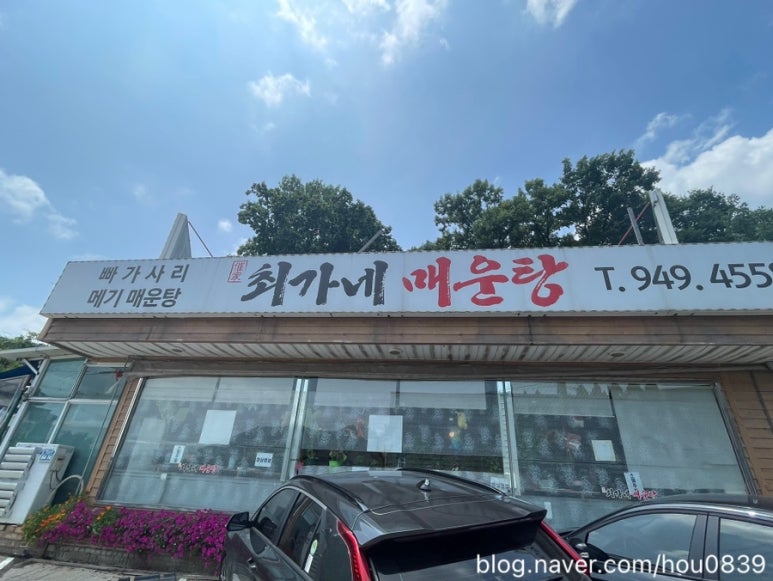 빠가사리
메기 매운탕
최가네 매운탕
T. 949. 4559
blog.naver.com/hou0839